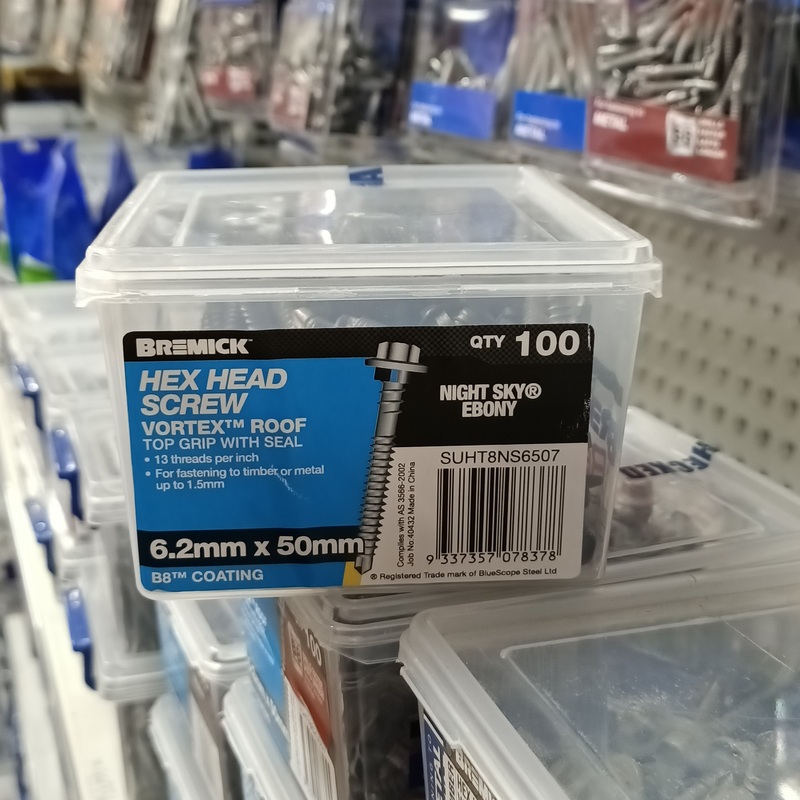 BREMICK™
QTY 100
HEX HEAD
SCREW
VORTEX™ ROOF
TOP GRIP WITH SEAL
• 13 threads per inch
• For fastening to timber or metal
up to 1.5mm
6.2mm x 50mm
B8™ COATING
NIGHT SKY®
EBONY
SUHT8NS6507
Complies with AS 3566-2002
Job No:40432 Made in China
9 337357 078378
® Registered Trade mark of BlueScope Steel Ltd
METAL
METAL
100